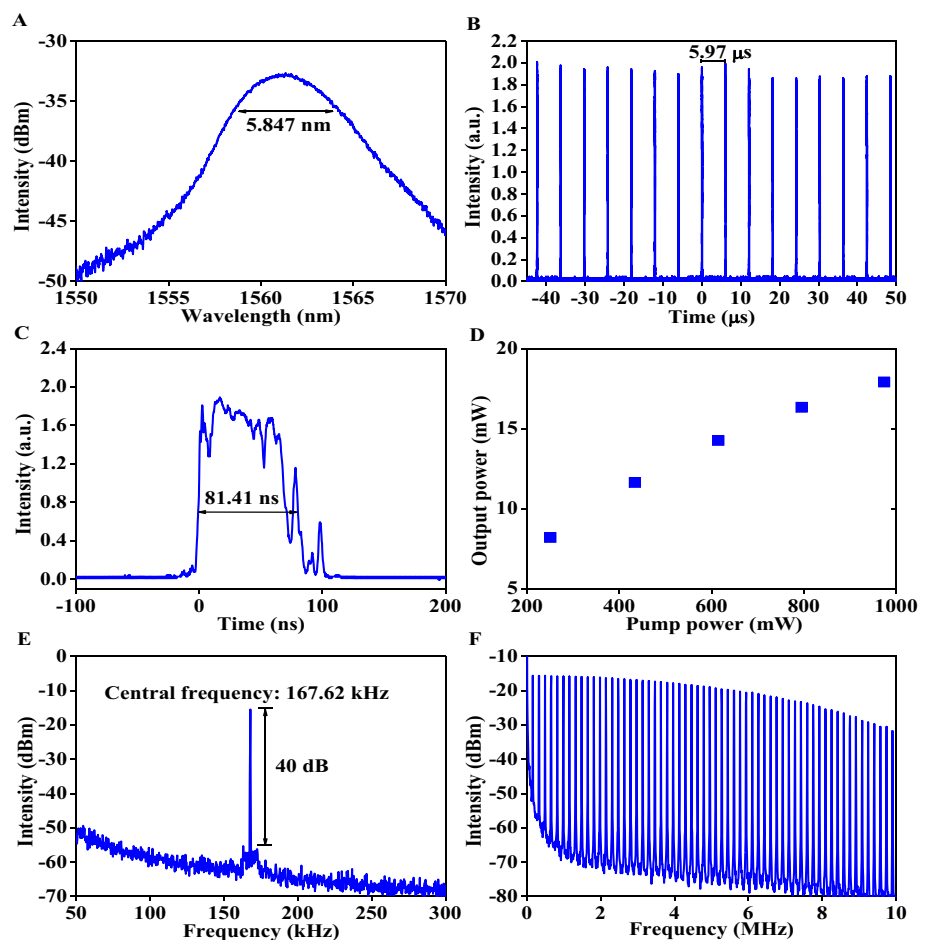 A
-30
-35
-40
-45
-50
Intensity (dBm)
5.847 nm
1550 1555 1560 1565 1570
Wavelength (nm)
B
2.2
2.0
1.8
1.6
1.4
1.2
1.0
0.8
0.6
0.4
0.2
0.0
Intensity (a.u.)
5.97 μs
-40 -30 -20 -10 0 10 20 30 40 50
Time (μs)
C
2.4
1.8
1.2
0.6
0.0
Intensity (a.u.)
81.41 ns
-100 0 100 200
Time (ns)
D
20
15
10
5
Output power (mW)
200 400 600 800 1000
Pump power (mW)
E
0
-10
-20
-30
-40
-50
-60
-70
Intensity (dBm)
Central frequency: 167.62 kHz
40 dB
50 100 150 200 250 300
Frequency (kHz)
F
-10
-20
-30
-40
-50
-60
-70
-80
Intensity (dBm)
0 2 4 6 8 10
Frequency (MHz)